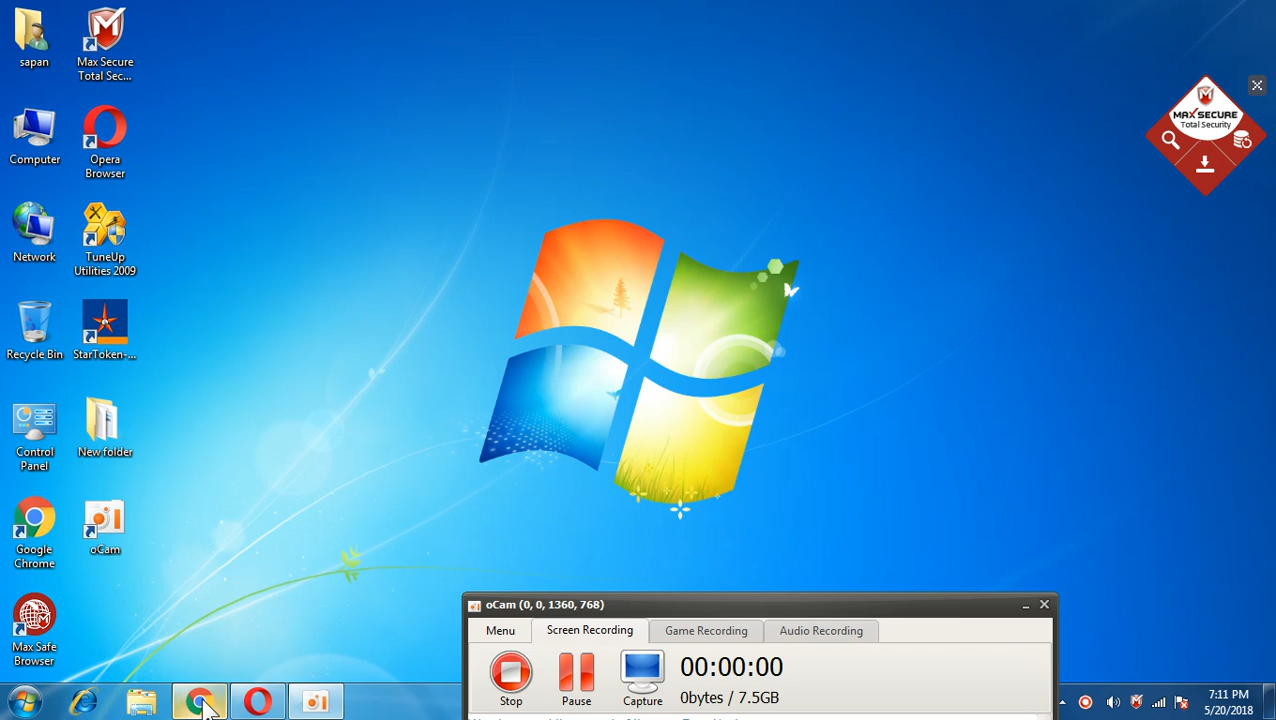 sapan
Max Secure
Total Sec...
Computer
Opera
Browser
Network
TuneUp
Utilities 2009
Recycle Bin
StarToken-...
Control
Panel
New folder
Google
Chrome
oCam
Max Safe
Browser
MAX SECURE
Total Security
oCam (0, 0, 1360, 768)
Menu
Screen Recording
Game Recording
Audio Recording
Stop
Pause
Capture
00:00:00
0bytes / 7.5GB
7:11 PM
5/20/2018